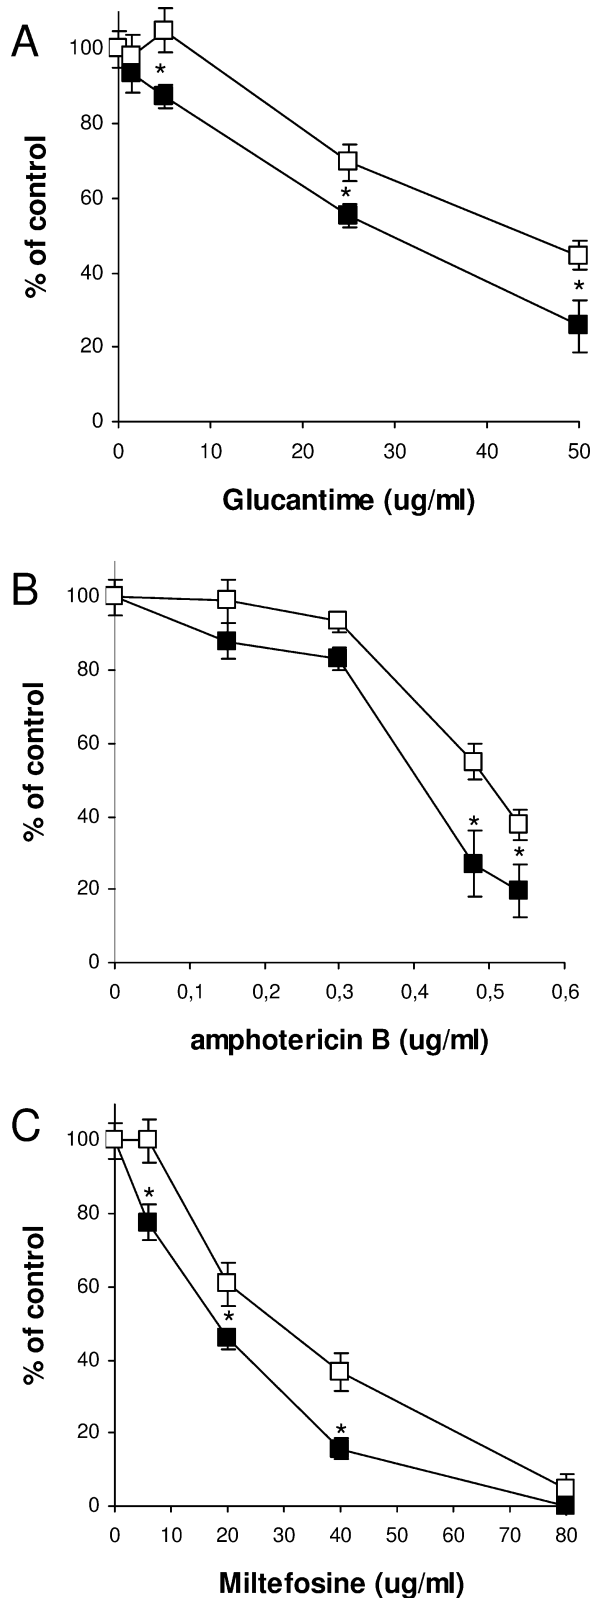 A
100
80
60
40
20
0
% of control
*
*
*
0 10 20 30 40 50
Glucantime (ug/ml)
B
100
80
60
40
20
0
% of control
*
*
0 0,1 0,2 0,3 0,4 0,5 0,6
amphotericin B (ug/ml)
C
100
80
60
40
20
0
% of control
*
*
*
0 10 20 30 40 50 60 70 80
Miltefosine (ug/ml)